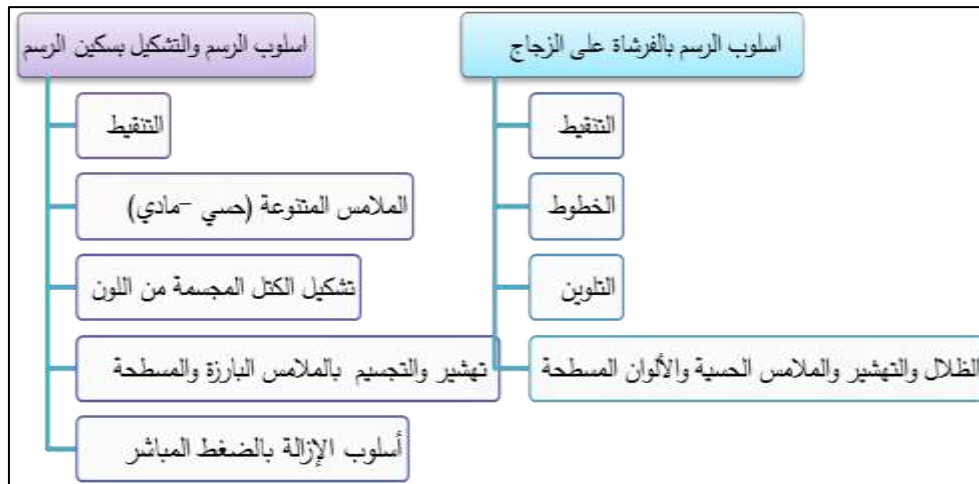 اسلوب الرسم بالفرشاة على الزجاج
التنقيط
الخطوط
التلوين
الظلال والتهشير والملامس الحسية والألوان المسطحة
اسلوب الرسم والتشكيل بسكين الرسم
التنقيط
الملامس المتنوعة (حسي -مادي)
تشكيل الكتل المجسمة من اللون
تهشير والتجسيم بالملامس البارزة والمسطحة
أسلوب الإزالة بالضغط المباشر